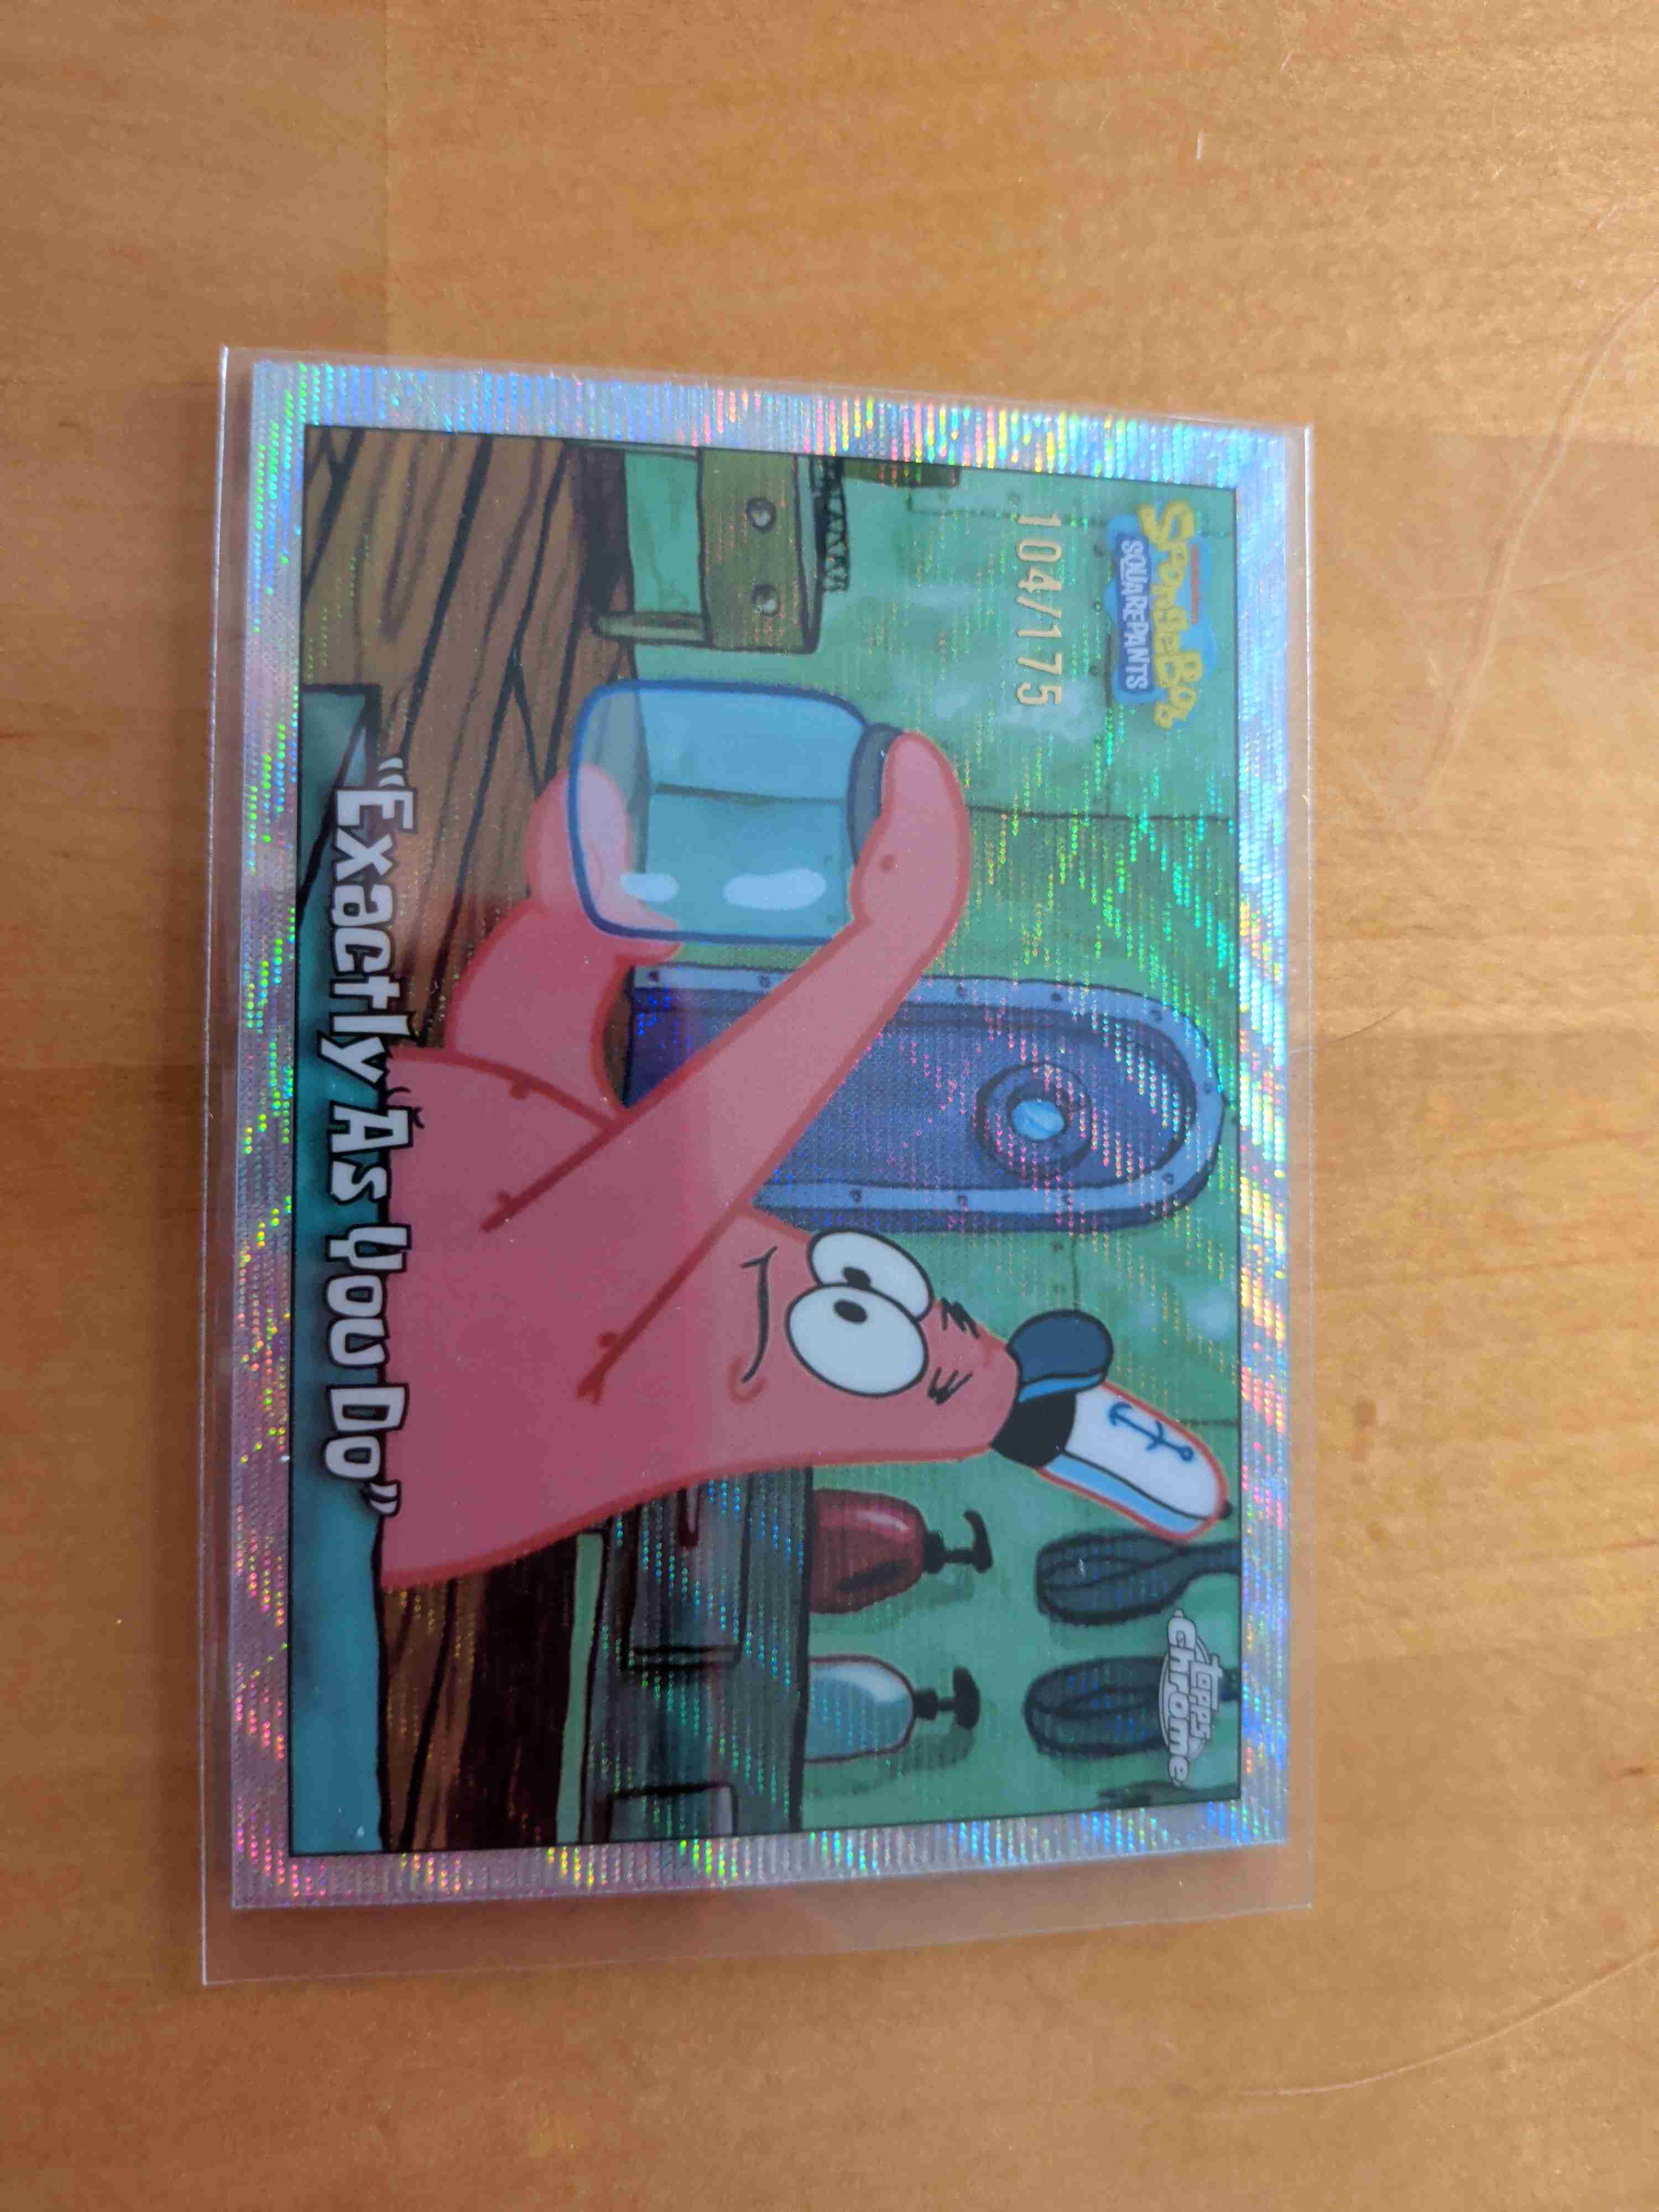 SpongeBob
SQUAREPANTS
topps
chrome
104/175
"Exactly As You Do"